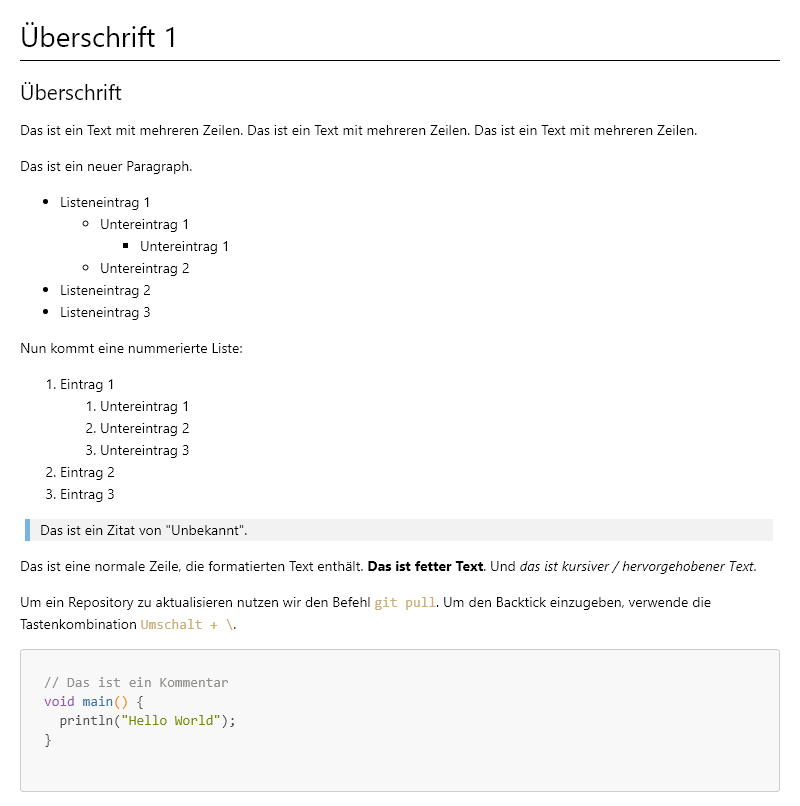 Überschrift 1
Überschrift
Das ist ein Text mit mehreren Zeilen. Das ist ein Text mit mehreren Zeilen. Das ist ein Text mit mehreren Zeilen.
Das ist ein neuer Paragraph.
Listeneintrag 1
Untereintrag 1
Untereintrag 1
Untereintrag 2
Listeneintrag 2
Listeneintrag 3
Nun kommt eine nummerierte Liste:
1. Eintrag 1
1. Untereintrag 1
2. Untereintrag 2
3. Untereintrag 3
2. Eintrag 2
3. Eintrag 3
Das ist ein Zitat von "Unbekannt".
Das ist eine normale Zeile, die formatierten Text enthält. Das ist fetter Text. Und das ist kursiver / hervorgehobener Text.
Um ein Repository zu aktualisieren nutzen wir den Befehl git pull. Um den Backtick einzugeben, verwende die
Tastenkombination Umschalt + \.
// Das ist ein Kommentar
void main() {
  println("Hello World");
}